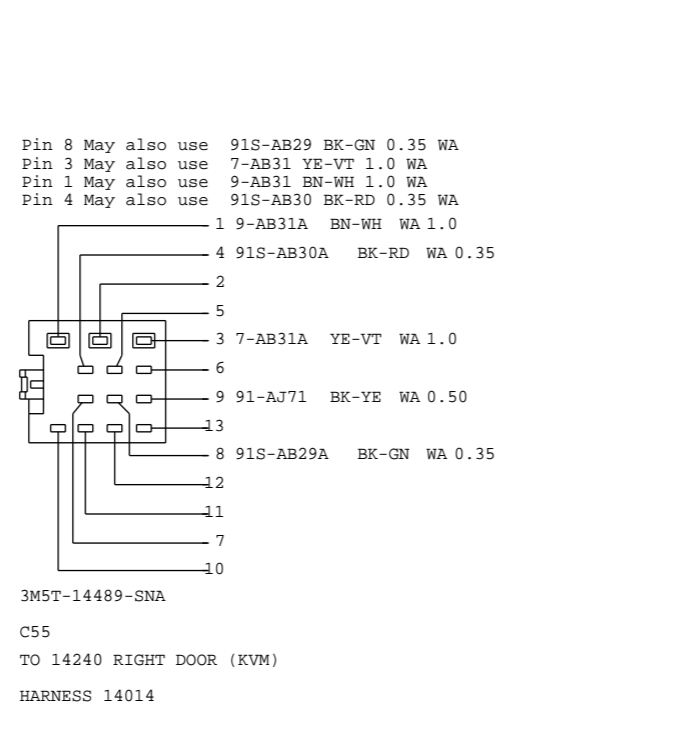 Pin 8 May also use 91S-AB29 BK-GN 0.35 WA
Pin 3 May also use 7-AB31 YE-VT 1.0 WA
Pin 1 May also use 9-AB31 BN-WH 1.0 WA
Pin 4 May also use 91S-AB30 BK-RD 0.35 WA
1 9-AB31A BN-WH WA 1.0
4 91S-AB30A BK-RD WA 0.35
2
5
3 7-AB31A YE-VT WA 1.0
6
9 91-AJ71 BK-YE WA 0.50
13
8 91S-AB29A BK-GN WA 0.35
12
11
7
10
3M5T-14489-SNA
C55
TO 14240 RIGHT DOOR (KVM)
HARNESS 14014